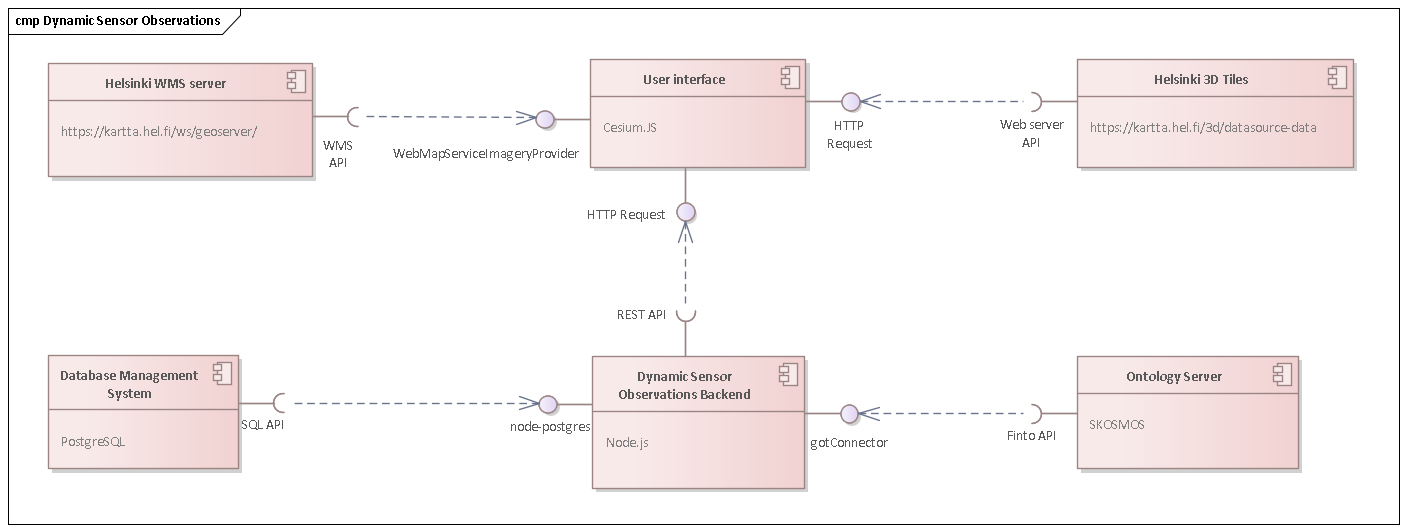 cmp Dynamic Sensor Observations
Helsinki WMS server
https://kartta.hel.fi/ws/geoserver/
WMS
API
WebMapServiceImageryProvider
User interface
Cesium.JS
HTTP
Request
Web server
API
Helsinki 3D Tiles
https://kartta.hel.fi/3d/datasource-data
HTTP Request
REST API
Database Management
System
PostgreSQL
SQL API
node-postgres
Dynamic Sensor
Observations Backend
Node.js
gotConnector
Finto API
Ontology Server
SKOSMOS